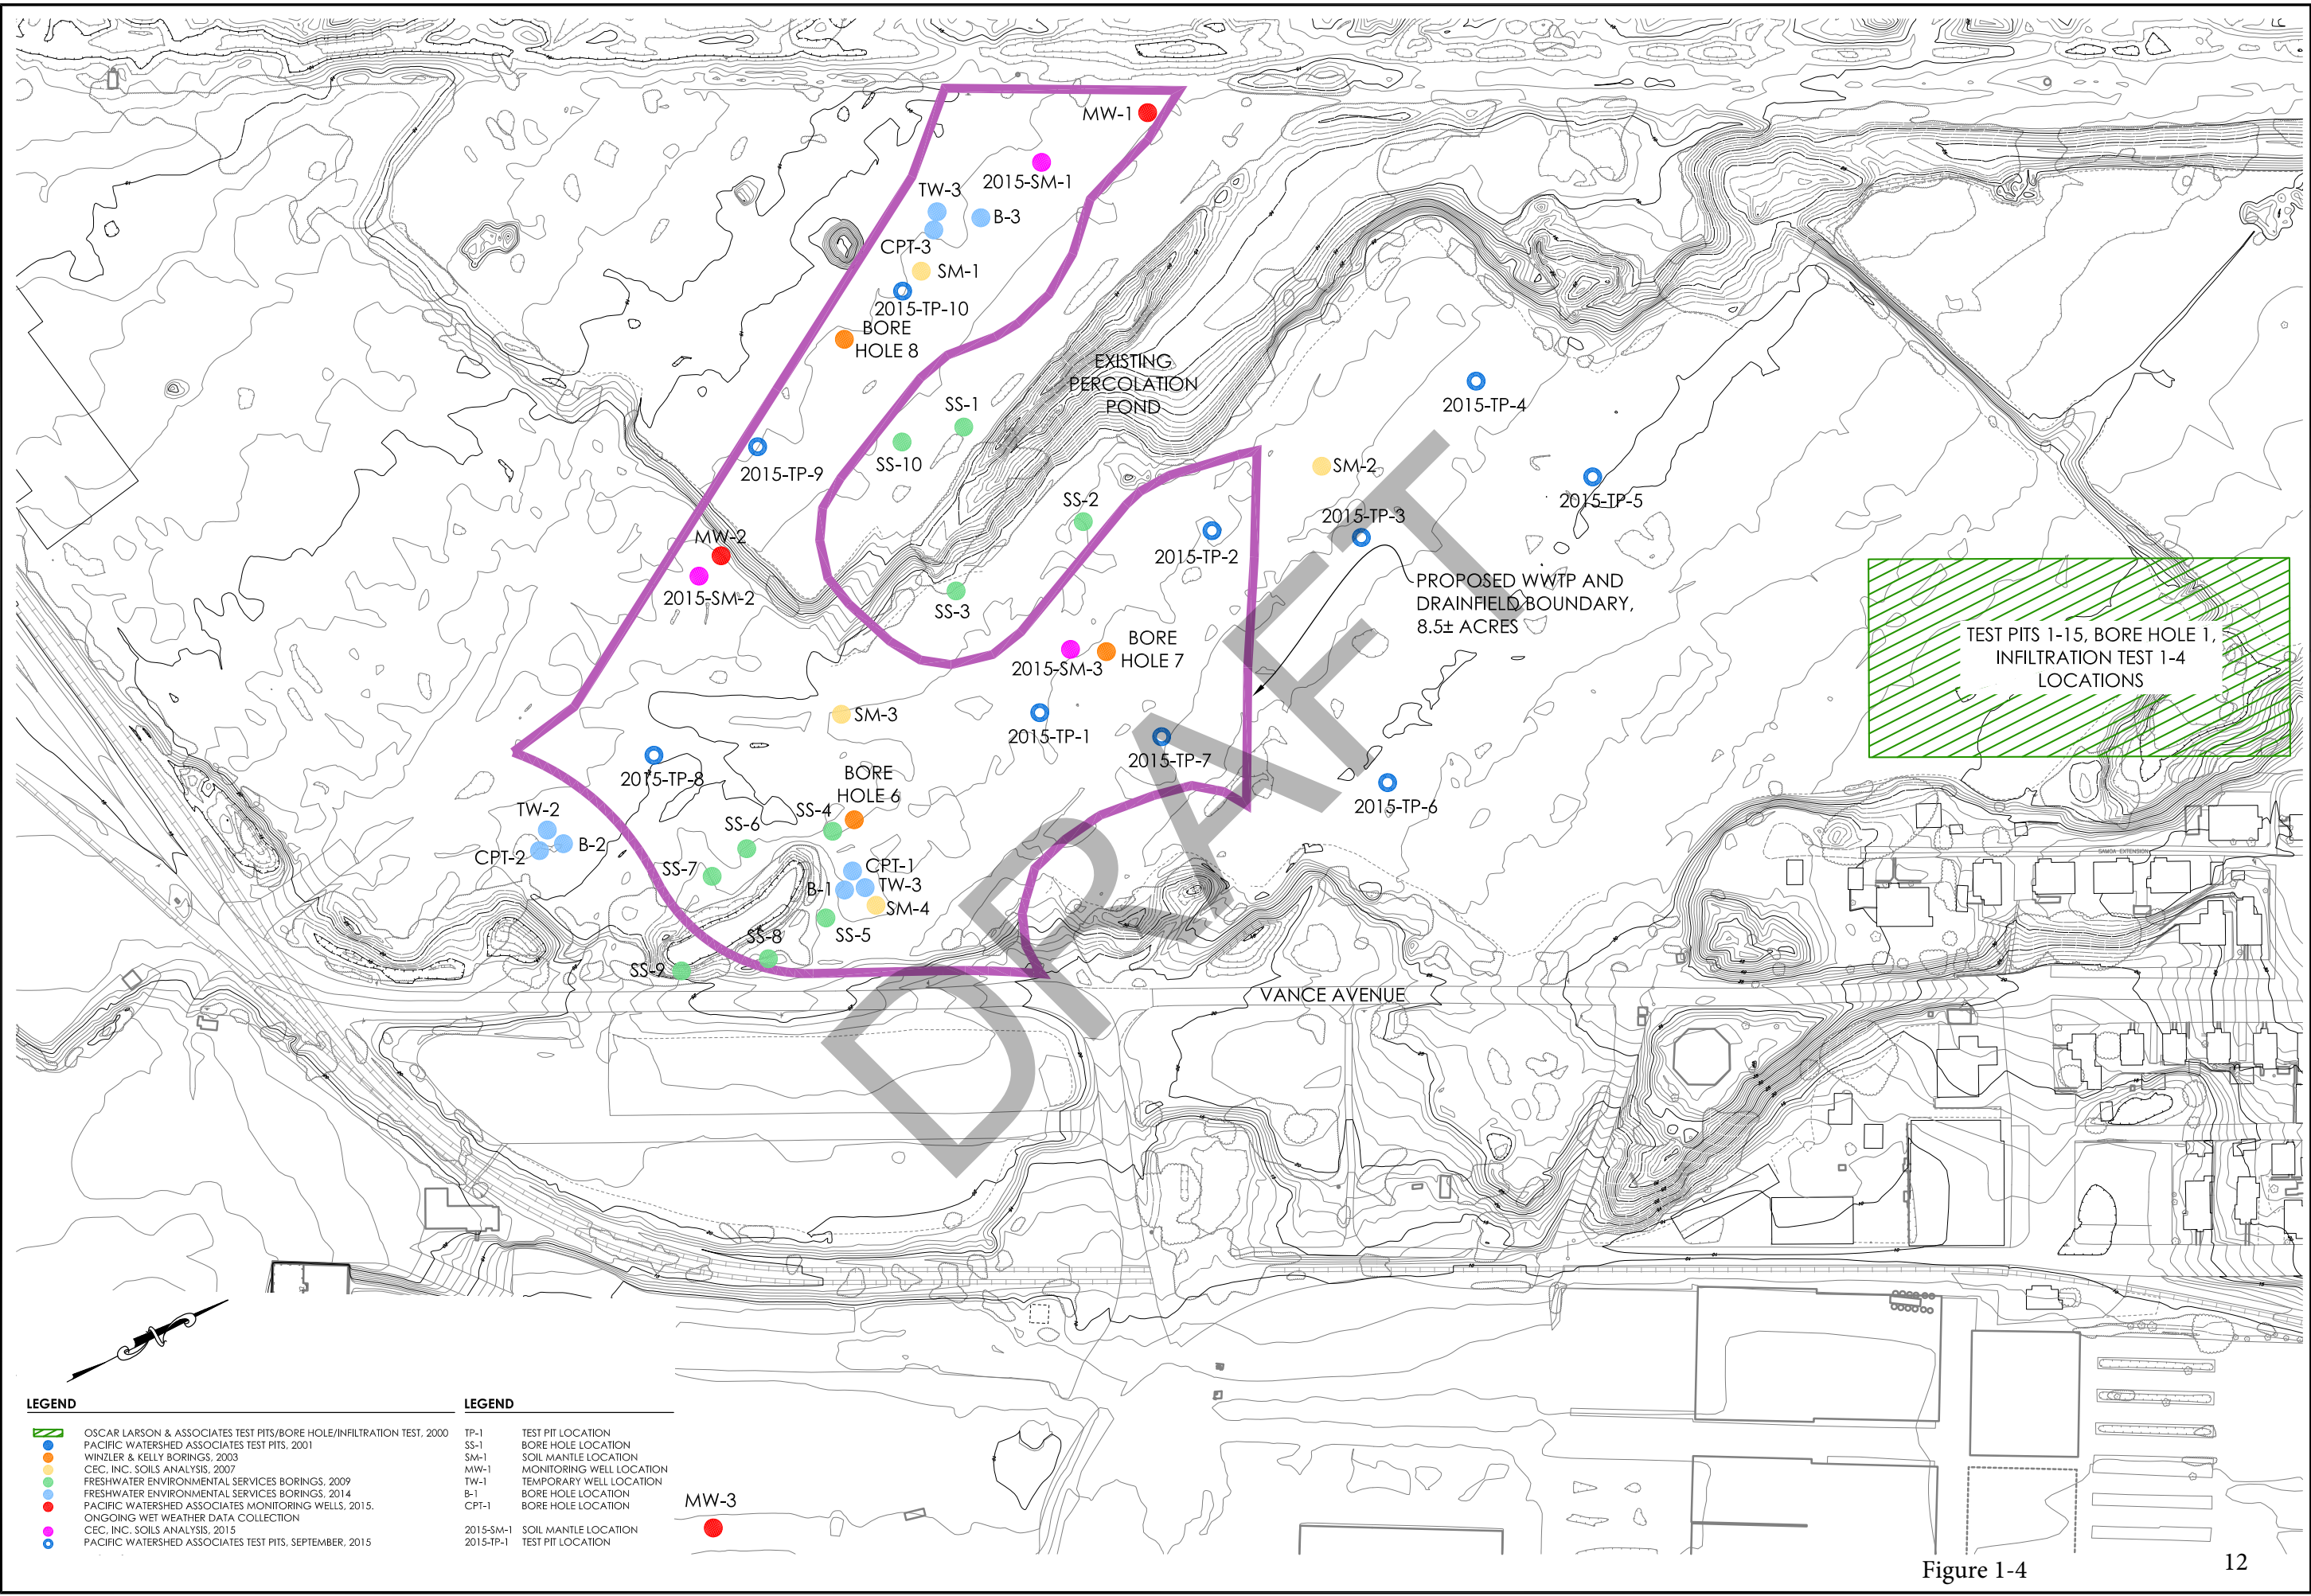 MW-1
2015-SM-1
TW-3
B-3
CPT-3
SM-1
2015-TP-10
BORE
HOLE 8
EXISTING
PERCOLATION
POND
2015-TP-4
SS-1
SS-10
2015-TP-9
SM-2
2015-TP-5
SS-2
2015-TP-3
2015-TP-2
MW-2
2015-SM-2
SS-3
PROPOSED WWTP AND
DRAINFIELD BOUNDARY,
8.5± ACRES
BORE
HOLE 7
2015-SM-3
TEST PITS 1-15, BORE HOLE 1,
INFILTRATION TEST 1-4
LOCATIONS
SM-3
2015-TP-1
2015-TP-7
2015-TP-8
BORE
HOLE 6
2015-TP-6
SS-4
TW-2
SS-6
B-2
CPT-2
SS-7
CPT-1
B-1
TW-3
SM-4
SS-5
SS-8
SS-9
SAMOA EXTENSION
VANCE AVENUE
DRAFT
LEGEND
OSCAR LARSON & ASSOCIATES TEST PITS/BORE HOLE/INFILTRATION TEST, 2000
PACIFIC WATERSHED ASSOCIATES TEST PITS, 2001
WINZLER & KELLY BORINGS, 2003
CEC, INC. SOILS ANALYSIS, 2007
FRESHWATER ENVIRONMENTAL SERVICES BORINGS, 2009
FRESHWATER ENVIRONMENTAL SERVICES BORINGS, 2014
PACIFIC WATERSHED ASSOCIATES MONITORING WELLS, 2015.
ONGOING WET WEATHER DATA COLLECTION
CEC, INC. SOILS ANALYSIS, 2015
PACIFIC WATERSHED ASSOCIATES TEST PITS, SEPTEMBER, 2015
LEGEND
TP-1 TEST PIT LOCATION
SS-1 BORE HOLE LOCATION
SM-1 SOIL MANTLE LOCATION
MW-1 MONITORING WELL LOCATION
TW-1 TEMPORARY WELL LOCATION
B-1 BORE HOLE LOCATION
CPT-1 BORE HOLE LOCATION
2015-SM-1 SOIL MANTLE LOCATION
2015-TP-1 TEST PIT LOCATION
MW-3
Figure 1-4
12